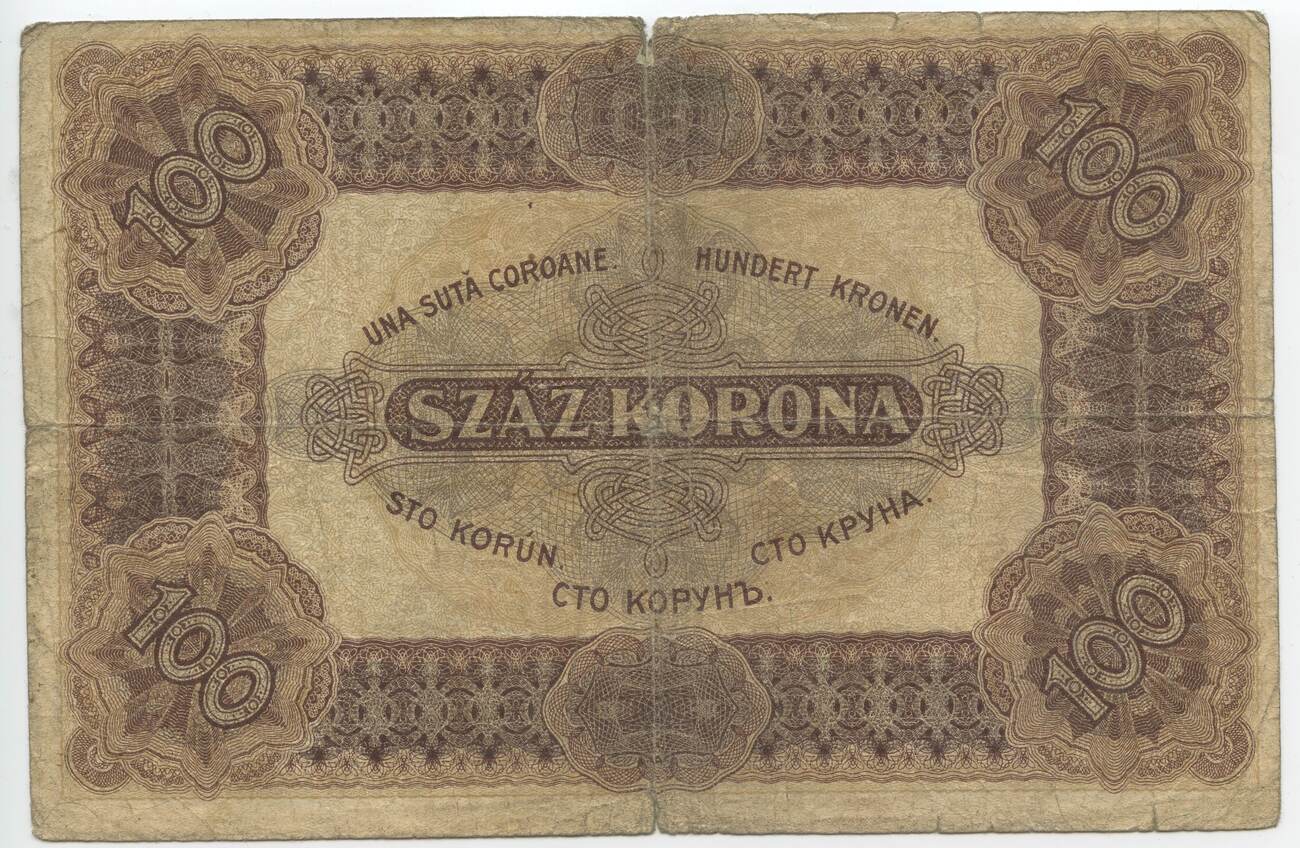 100
100
UNA SUTĂ COROANE.
HUNDERT KRONEN.
SZÁZ KORONA
STO KORÚN.
СТО КРУНА.
СТО КОРУНЪ.
100
100